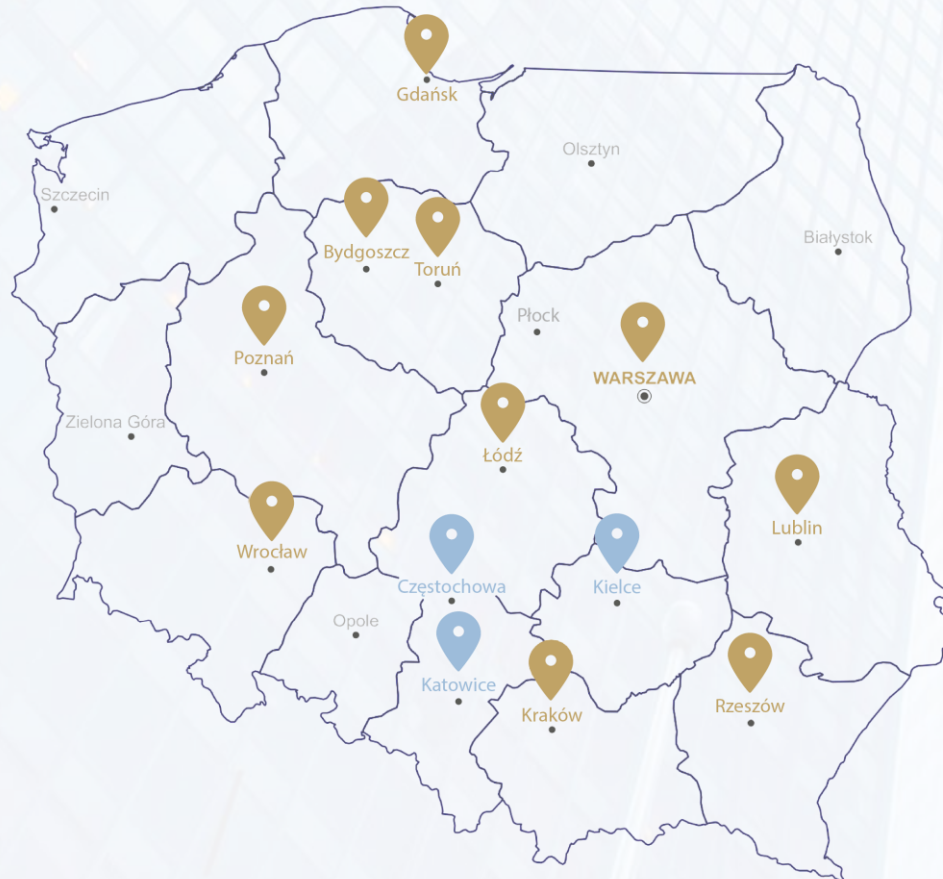 Gdańsk
Olsztyn
Szczecin
Białystok
Bydgoszcz
Toruń
Płock
Poznań
WARSZAWA
Zielona Góra
Łódź
Lublin
Wrocław
Częstochowa
Kielce
Opole
Katowice
Rzeszów
Kraków